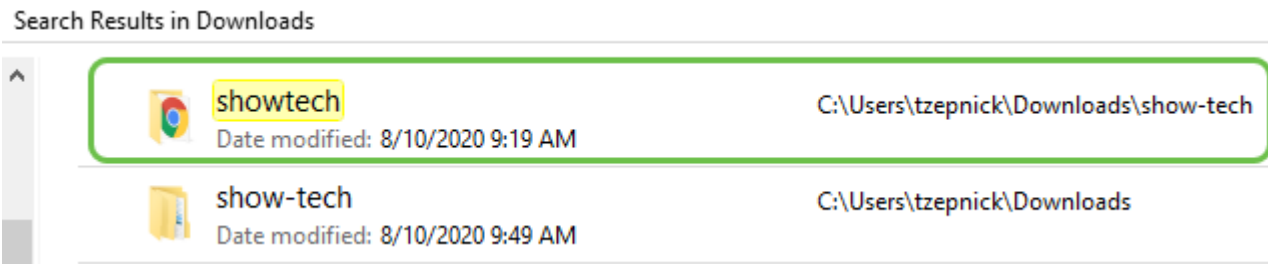 Search Results in Downloads
showtech C:\Users\tzepnick\Downloads\show-tech
Date modified: 8/10/2020 9:19 AM
show-tech C:\Users\tzepnick\Downloads
Date modified: 8/10/2020 9:49 AM